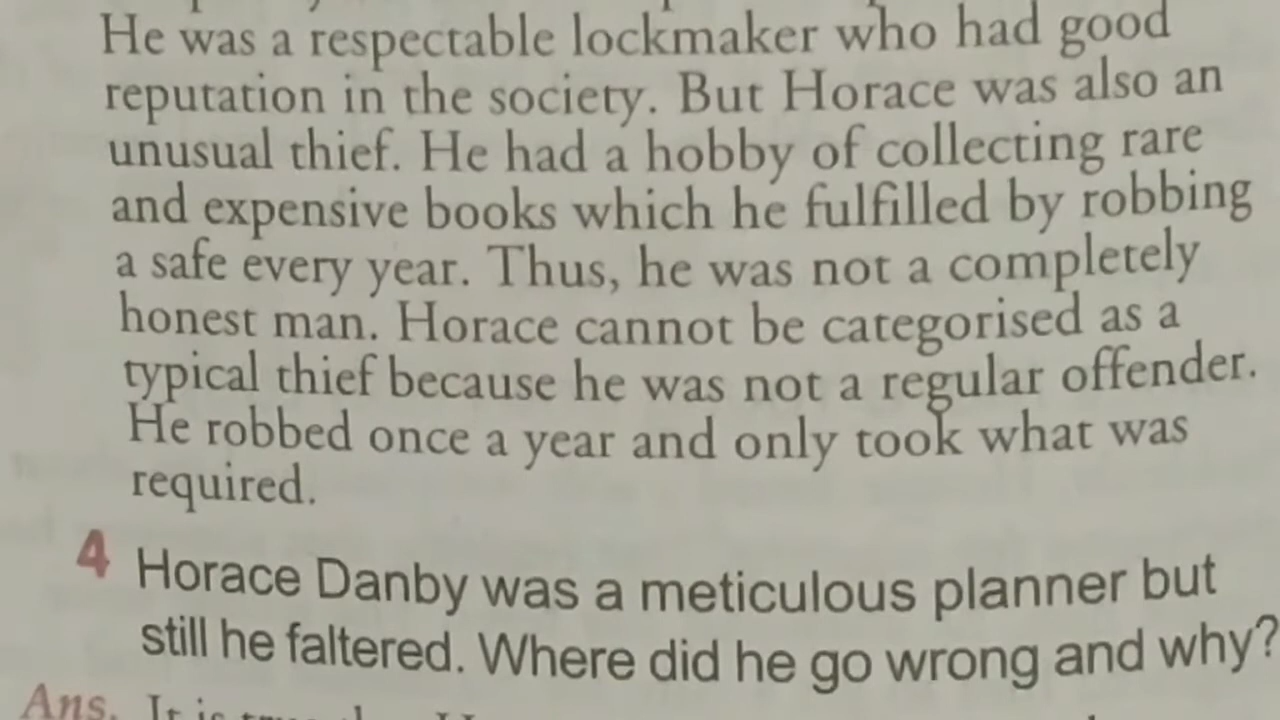 He was a respectable lockmaker who had good
reputation in the society. But Horace was also an
unusual thief. He had a hobby of collecting rare
and expensive books which he fulfilled by robbing
a safe every year. Thus, he was not a completely
honest man. Horace cannot be categorised as a
typical thief because he was not a regular offender.
He robbed once a year and only took what was
required.
4 Horace Danby was a meticulous planner but
still he faltered. Where did he go wrong and why?
Ans. It is